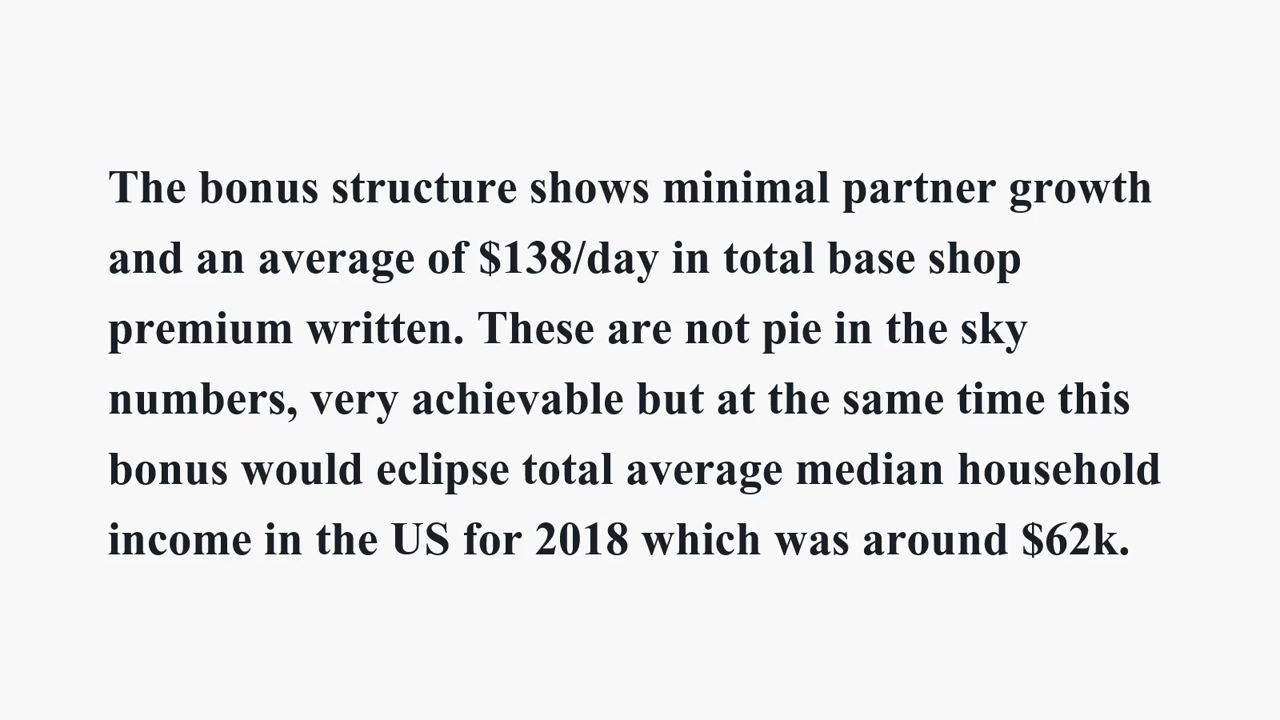 The bonus structure shows minimal partner growth
and an average of $138/day in total base shop
premium written. These are not pie in the sky
numbers, very achievable but at the same time this
bonus would eclipse total average median household
income in the US for 2018 which was around $62k.